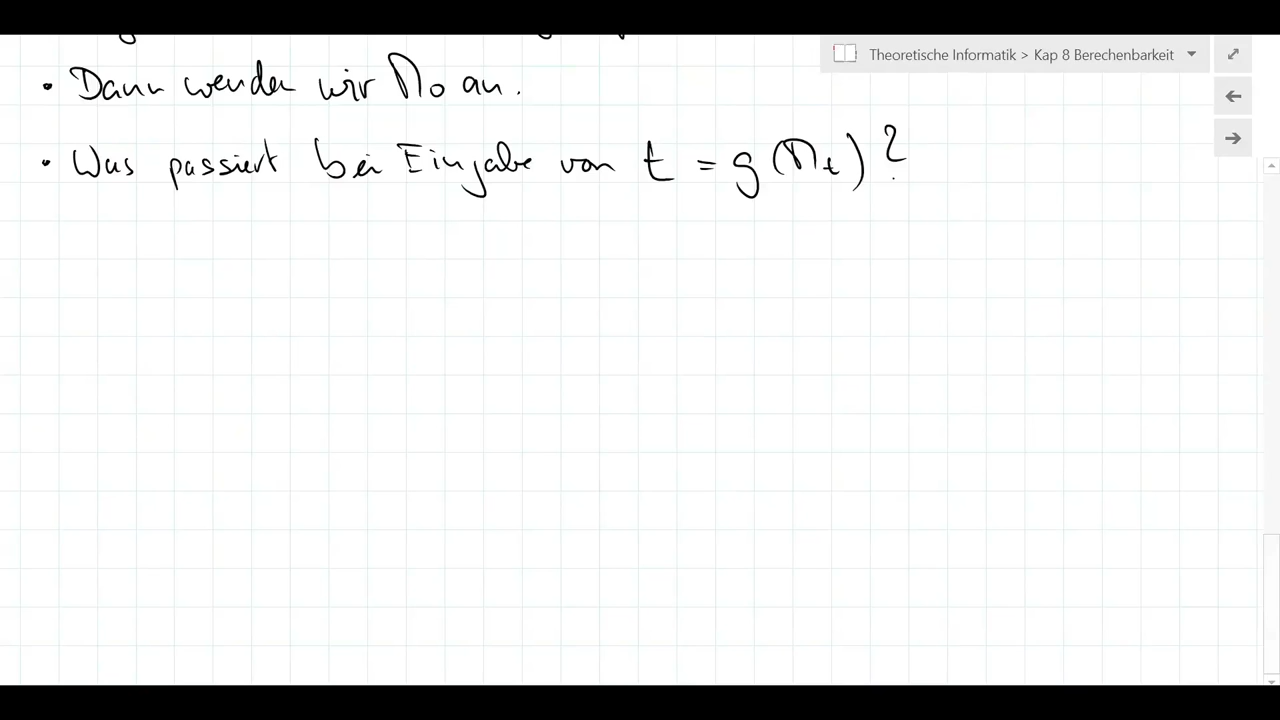 Theoretische Informatik > Kap 8 Berechenbarkeit
• Dann wenden wir M₀ an.
• Was passiert bei Eingabe von t = g(Mₜ)?